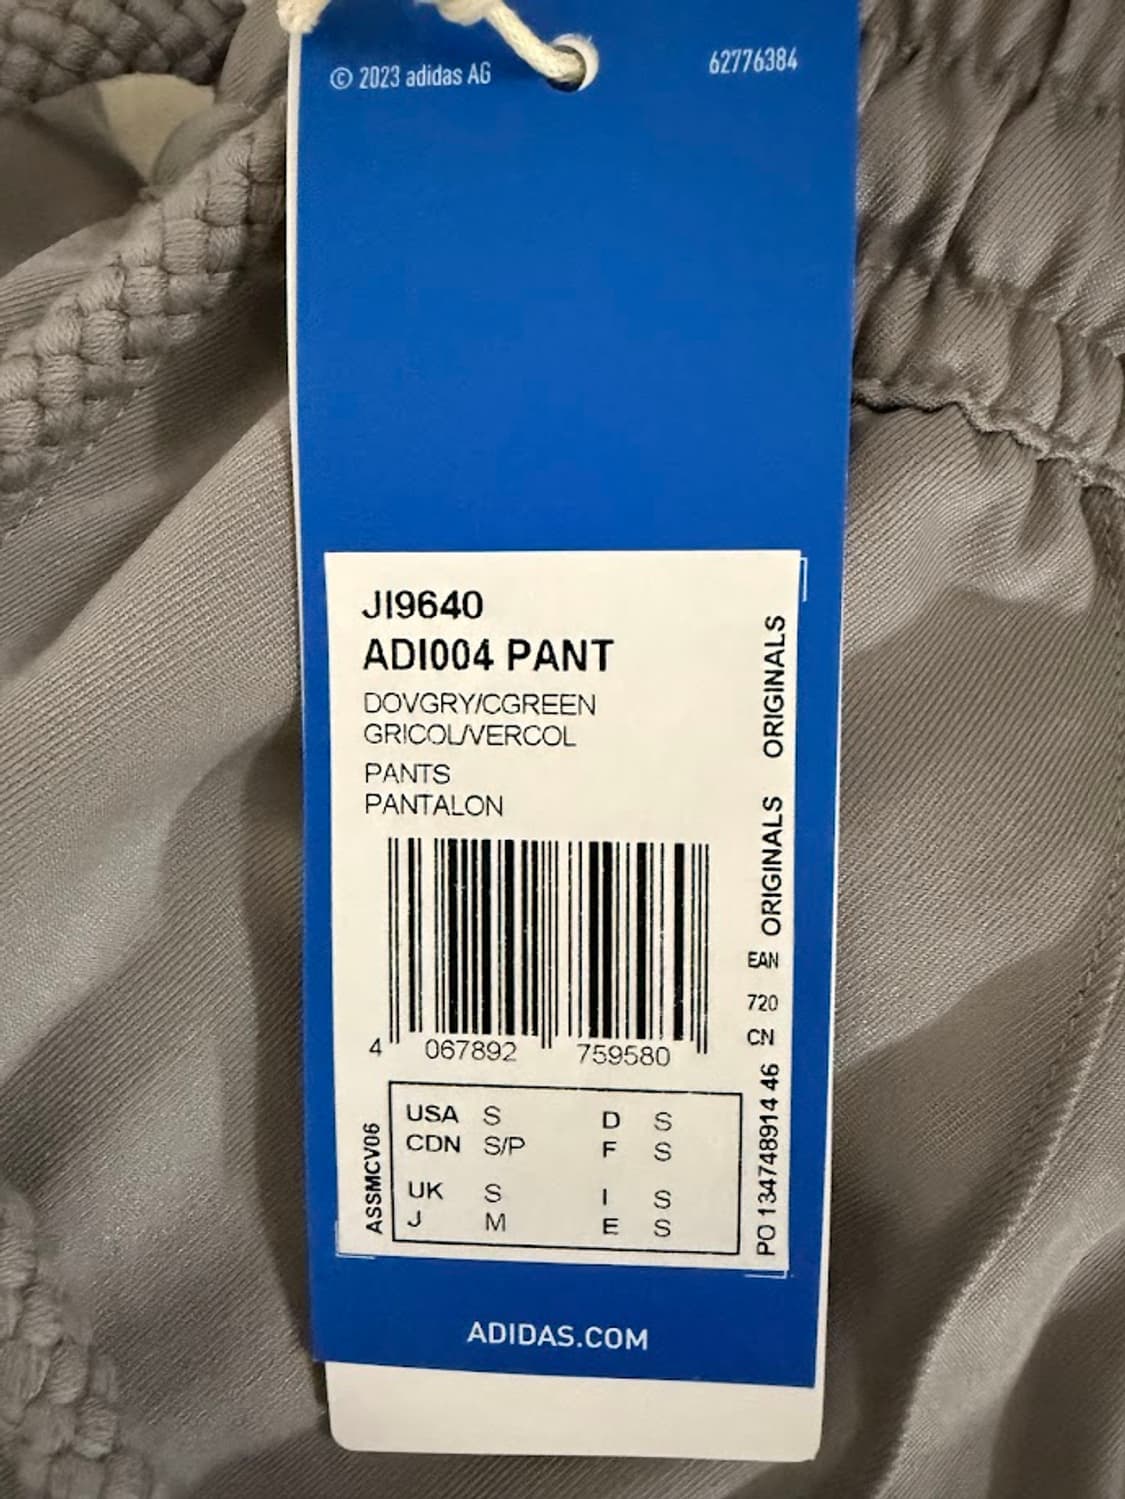 © 2023 adidas AG
62776384
JI9640
ADI004 PANT
DOVGRY/CGREEN
GRICOL/VERCOL
PANTS
PANTALON
ORIGINALS
ORIGINALS
EAN
720
CN
PO 134748914 46
4 067892 759580
ASSMCV06
USA S D S
CDN S/P F S
UK S I S
J M E S
ADIDAS.COM